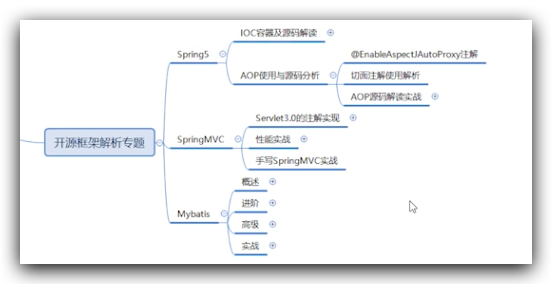 开源框架解析专题
Spring5
IOC容器及源码解读
AOP使用与源码分析
@EnableAspectJAutoProxy注解
切面注解使用解析
AOP源码解读实战
SpringMVC
Servlet3.0的注解实现
性能实战
手写SpringMVC实战
Mybatis
概述
进阶
高级
实战